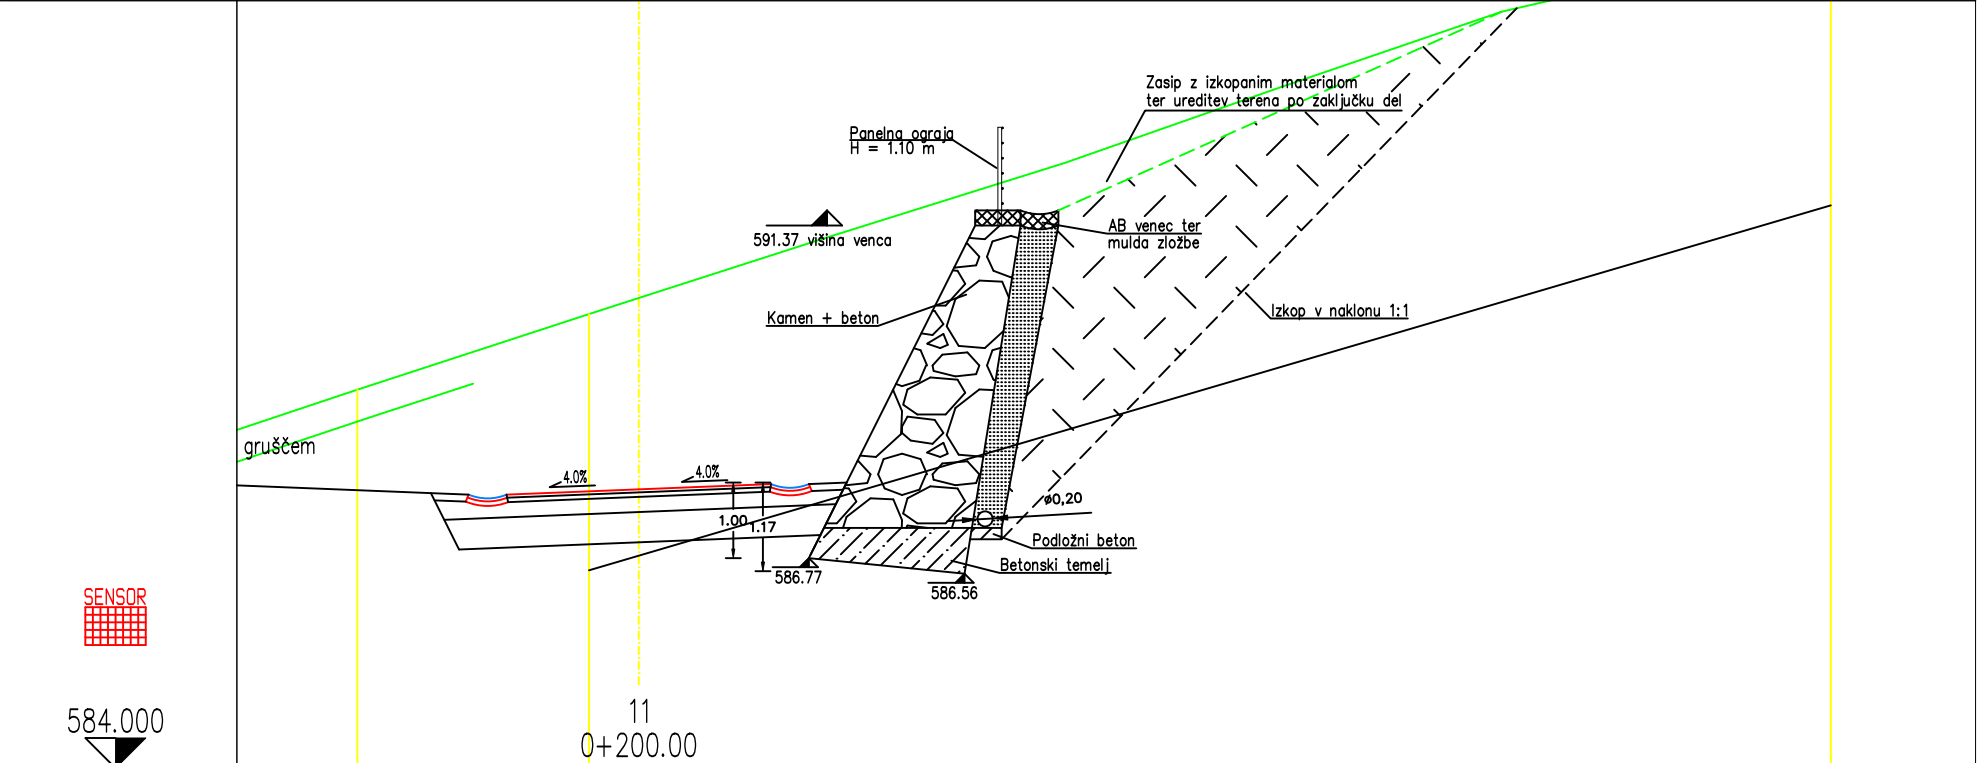 Zasip z izkopanim materialom
ter ureditev terena po zaključku del
Panelna ograja
H = 1.10 m
AB venec ter
mulda zložbe
591.37 višina venca
Kamen + beton
Izkop v naklonu 1:1
gruščem
4.0%
4.0%
1.00
1.17
ø0,20
Podložni beton
Betonski temelj
586.77
586.56
SENSOR
584.000
11
0+200.00